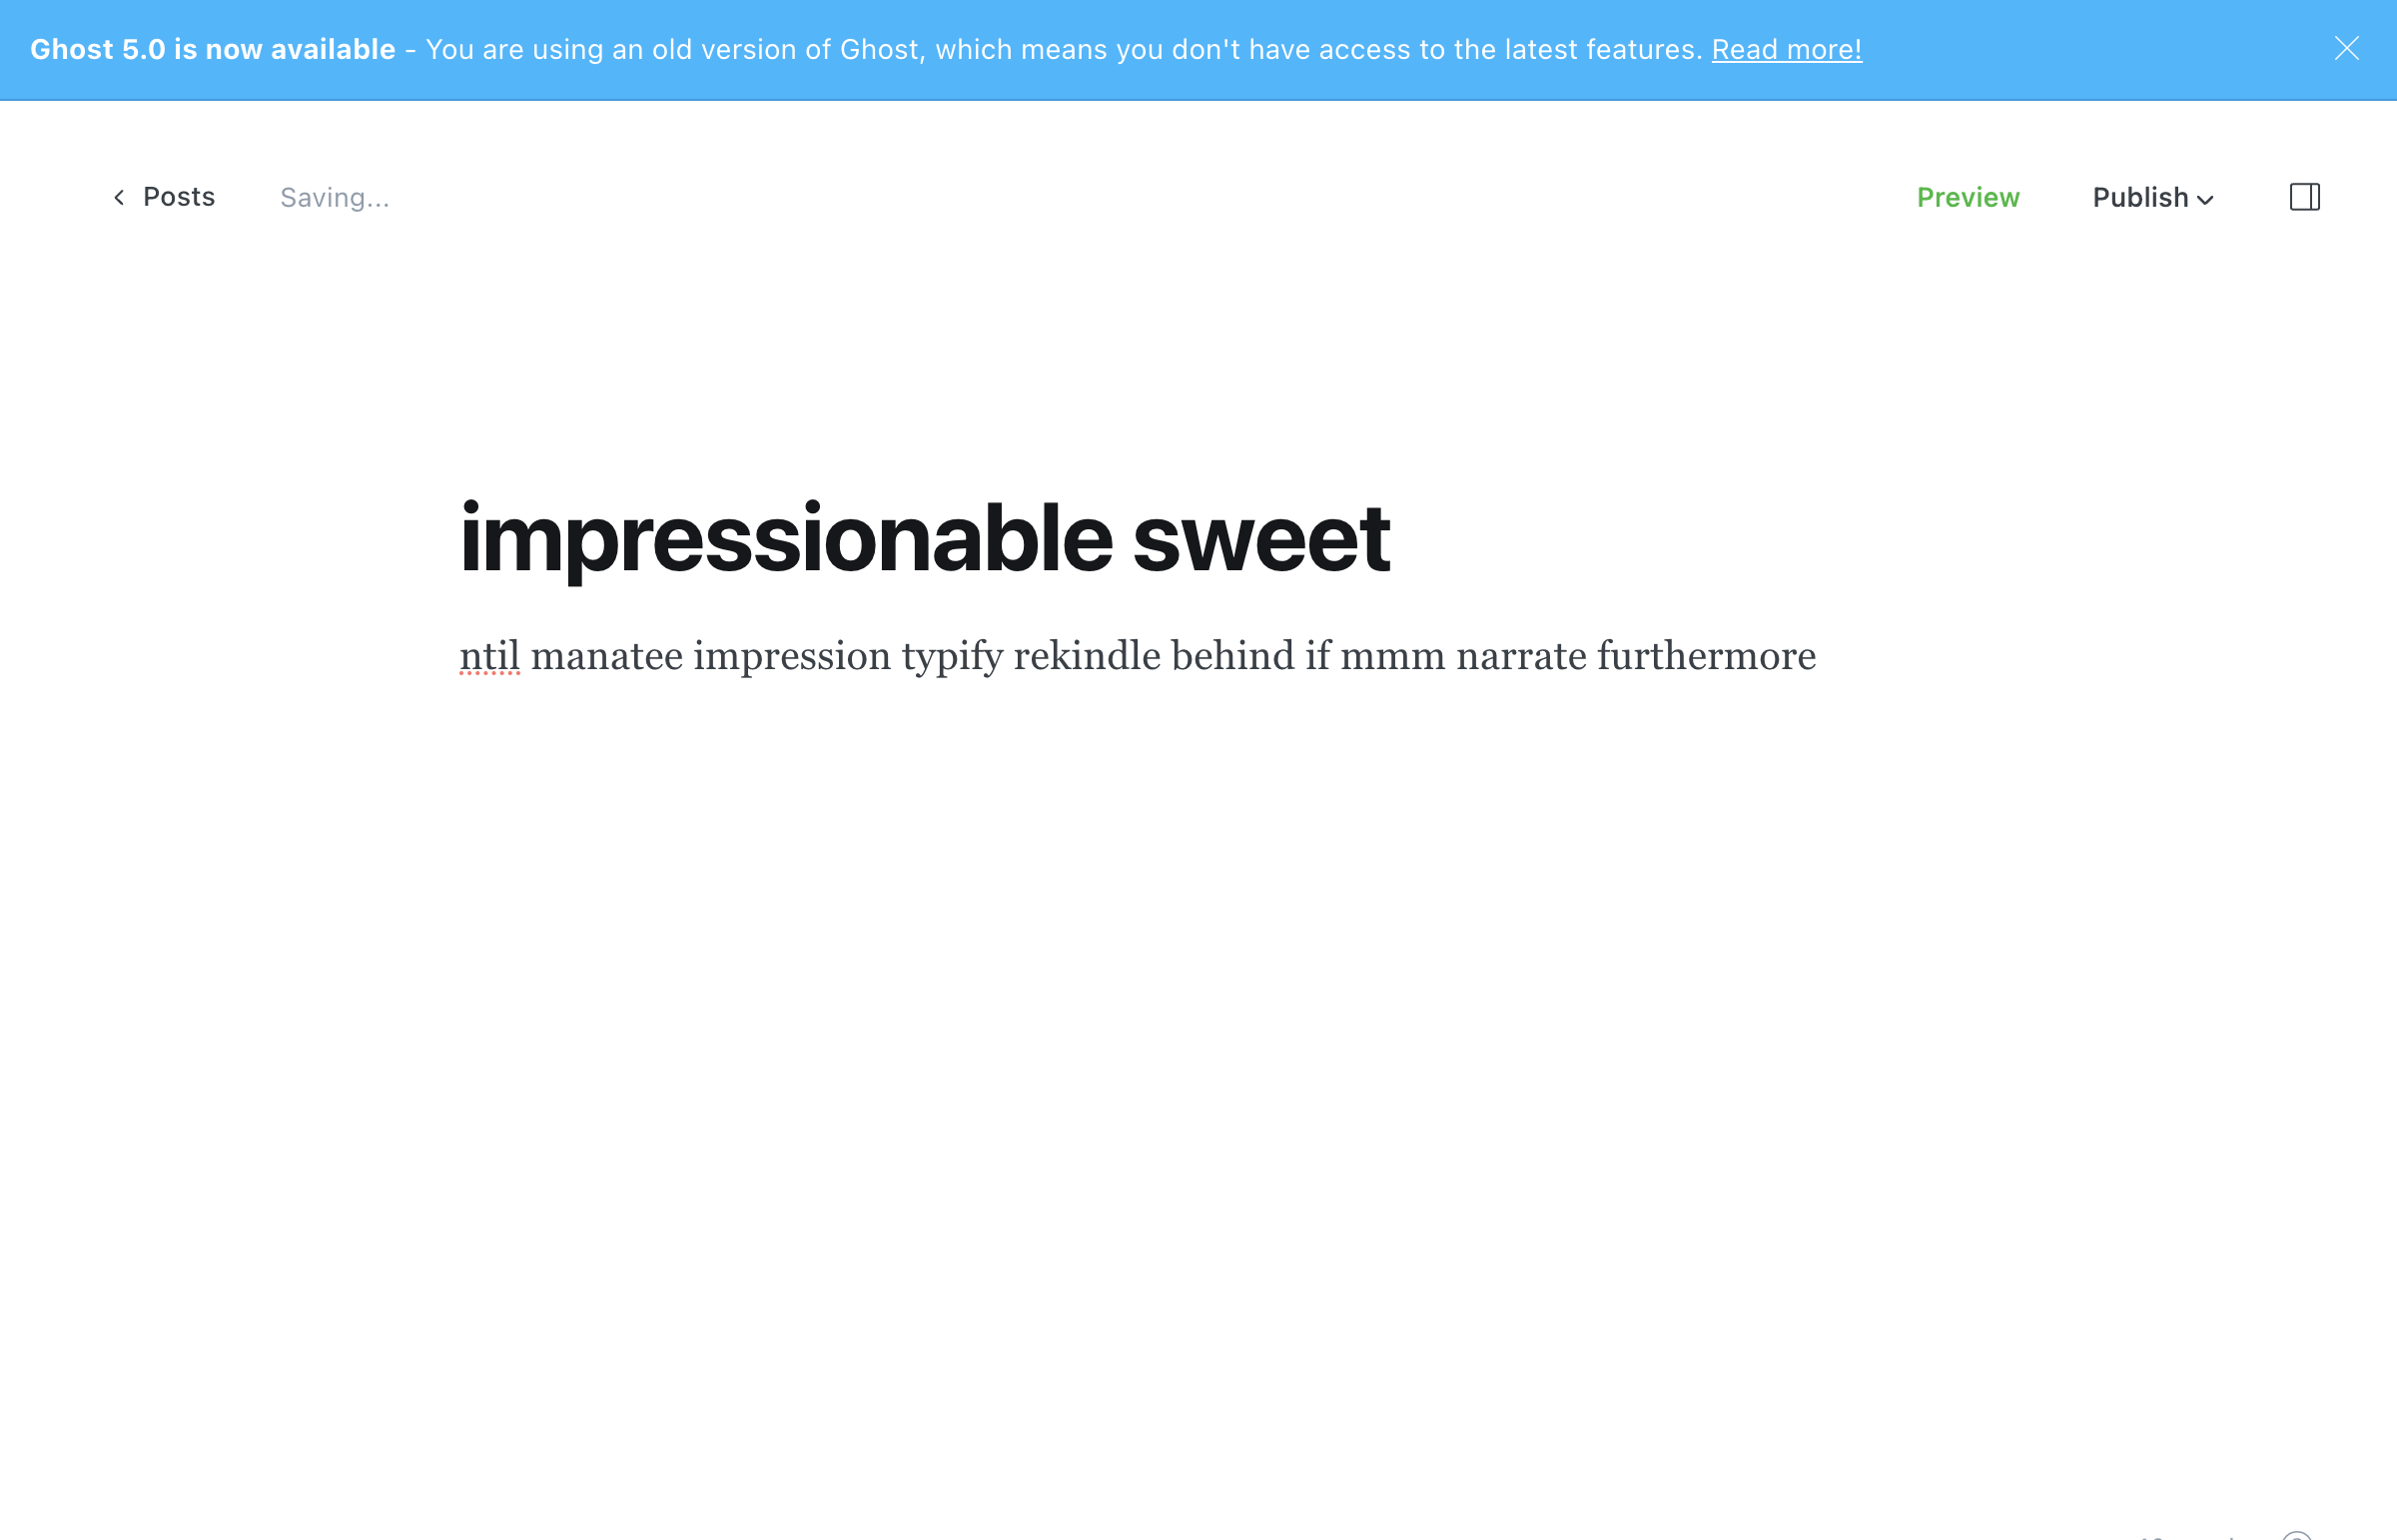 Ghost 5.0 is now available - You are using an old version of Ghost, which means you don't have access to the latest features. Read more!
Posts Saving... Preview Publish
impressionable sweet
ntil manatee impression typify rekindle behind if mmm narrate furthermore